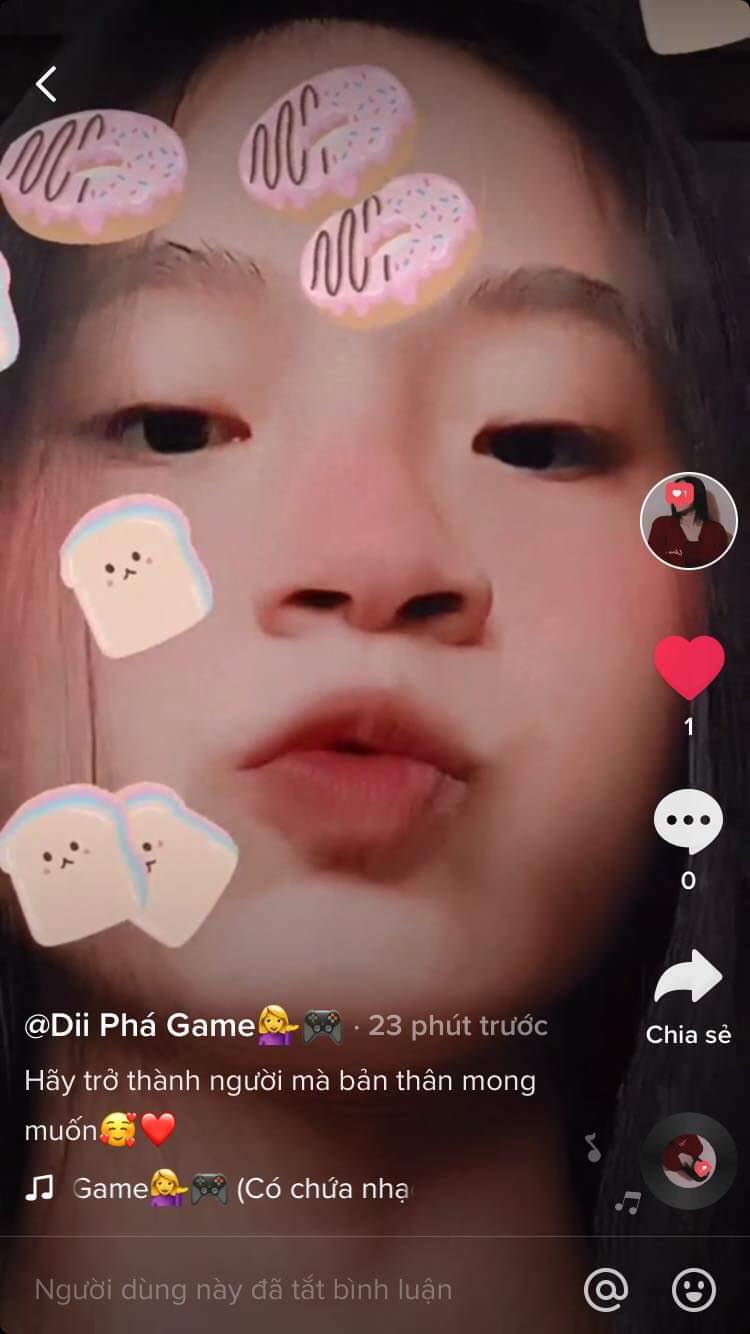 1
0
Chia sẻ
@Dii Phá Game💁‍♀️🎮 · 23 phút trước
Hãy trở thành người mà bản thân mong
muốn🥰❤️
Game💁‍♀️🎮 (Có chứa nhạ
Người dùng này đã tắt bình luận